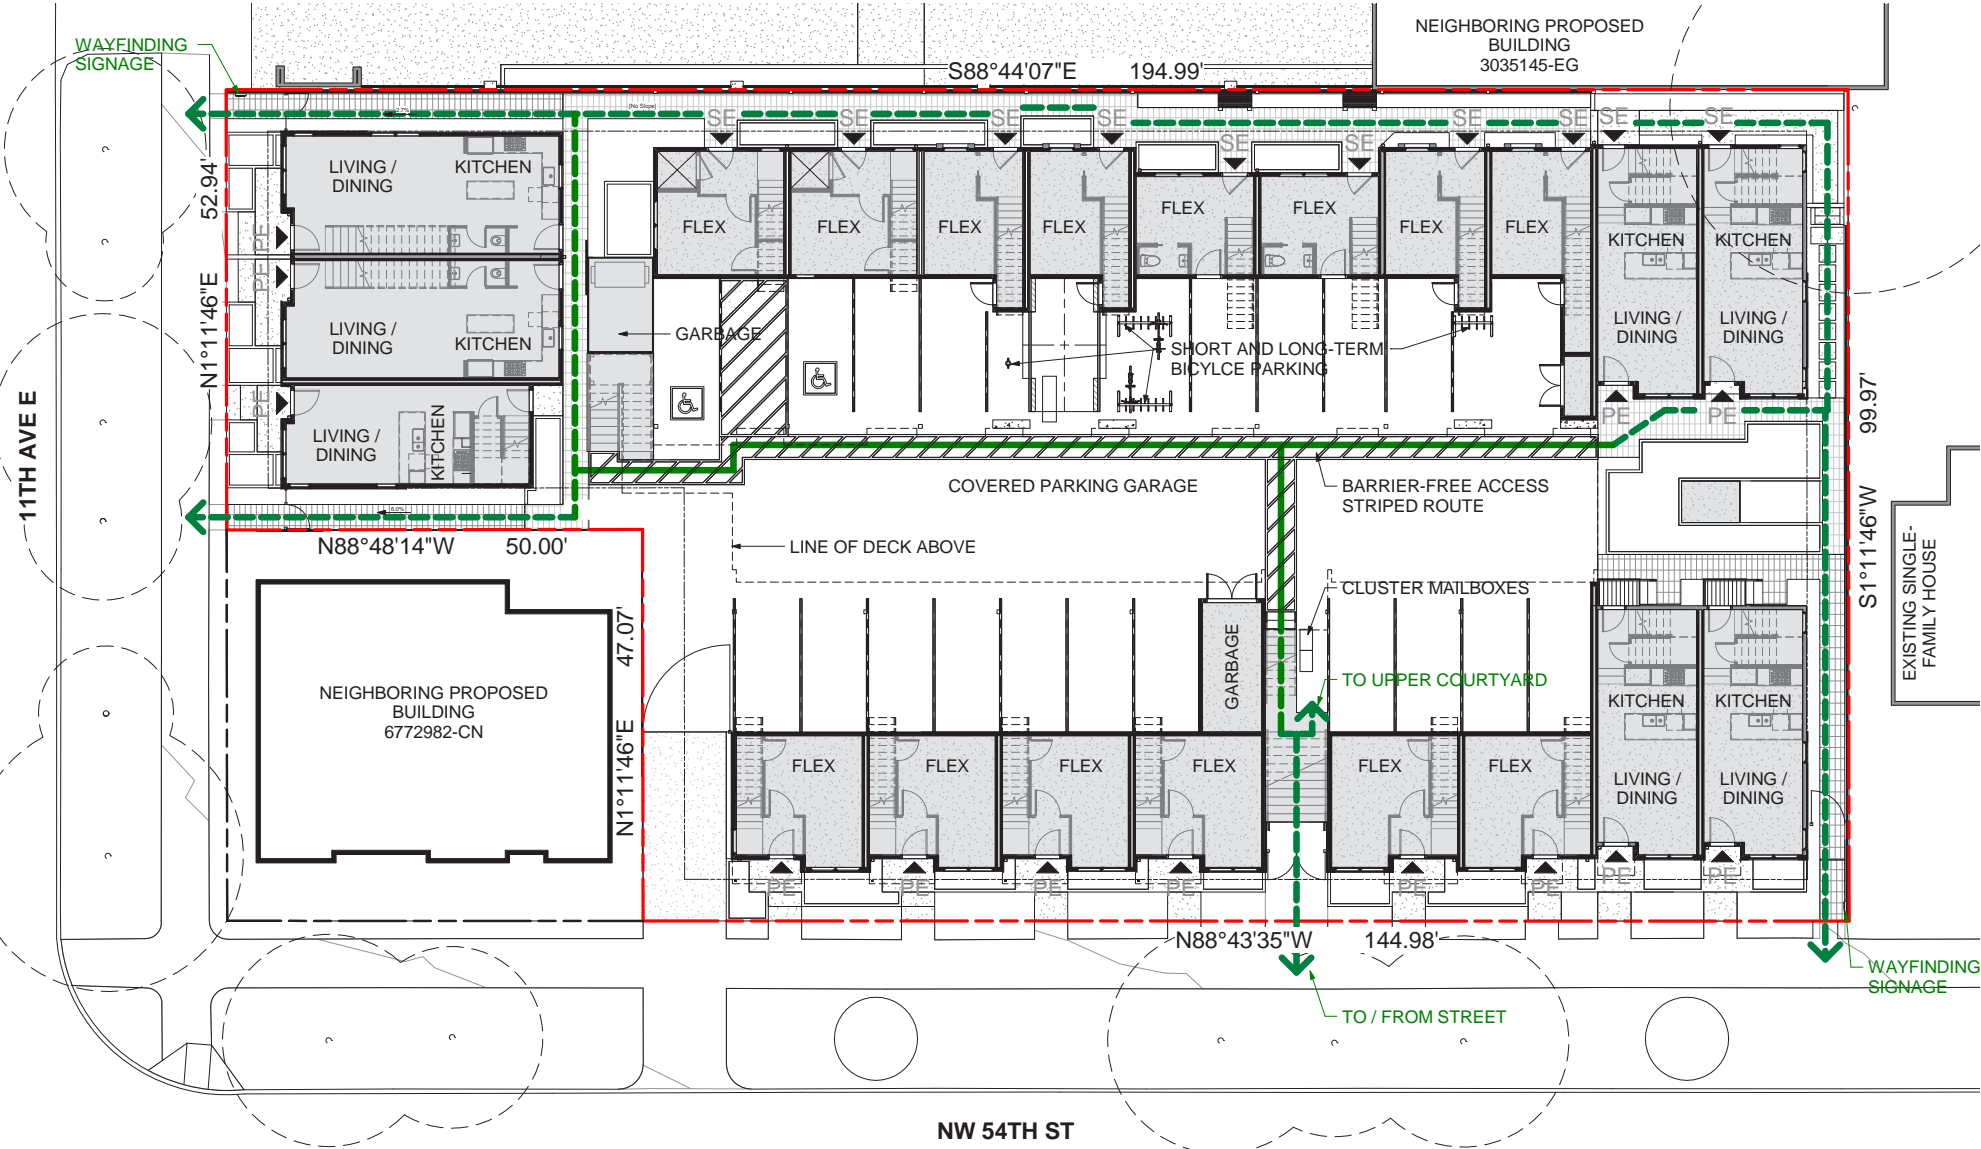 WAYFINDING
SIGNAGE
NEIGHBORING PROPOSED
BUILDING
3035145-EG
S88°44'07"E 194.99'
2.7%
[No Slope]
SE
SE
SE
SE
SE
SE
SE
SE
SE
SE
52.94'
N1°11'46"E
11TH AVE E
PE
PE
PE
LIVING /
DINING
KITCHEN
LIVING /
DINING
KITCHEN
LIVING /
DINING
KITCHEN
FLEX
FLEX
FLEX
FLEX
FLEX
FLEX
FLEX
FLEX
KITCHEN
KITCHEN
LIVING /
DINING
LIVING /
DINING
PE
PE
GARBAGE
SHORT AND LONG-TERM
BICYLCE PARKING
99.97'
S1°11'46"W
COVERED PARKING GARAGE
BARRIER-FREE ACCESS
STRIPED ROUTE
6.0%
N88°48'14"W 50.00'
LINE OF DECK ABOVE
CLUSTER MAILBOXES
EXISTING SINGLE-
FAMILY HOUSE
47.07'
N1°11'46"E
GARBAGE
NEIGHBORING PROPOSED
BUILDING
6772982-CN
TO UPPER COURTYARD
KITCHEN
KITCHEN
LIVING /
DINING
LIVING /
DINING
FLEX
FLEX
FLEX
FLEX
FLEX
FLEX
PE
PE
PE
PE
PE
PE
PE
PE
N88°43'35"W 144.98'
WAYFINDING
SIGNAGE
TO / FROM STREET
NW 54TH ST